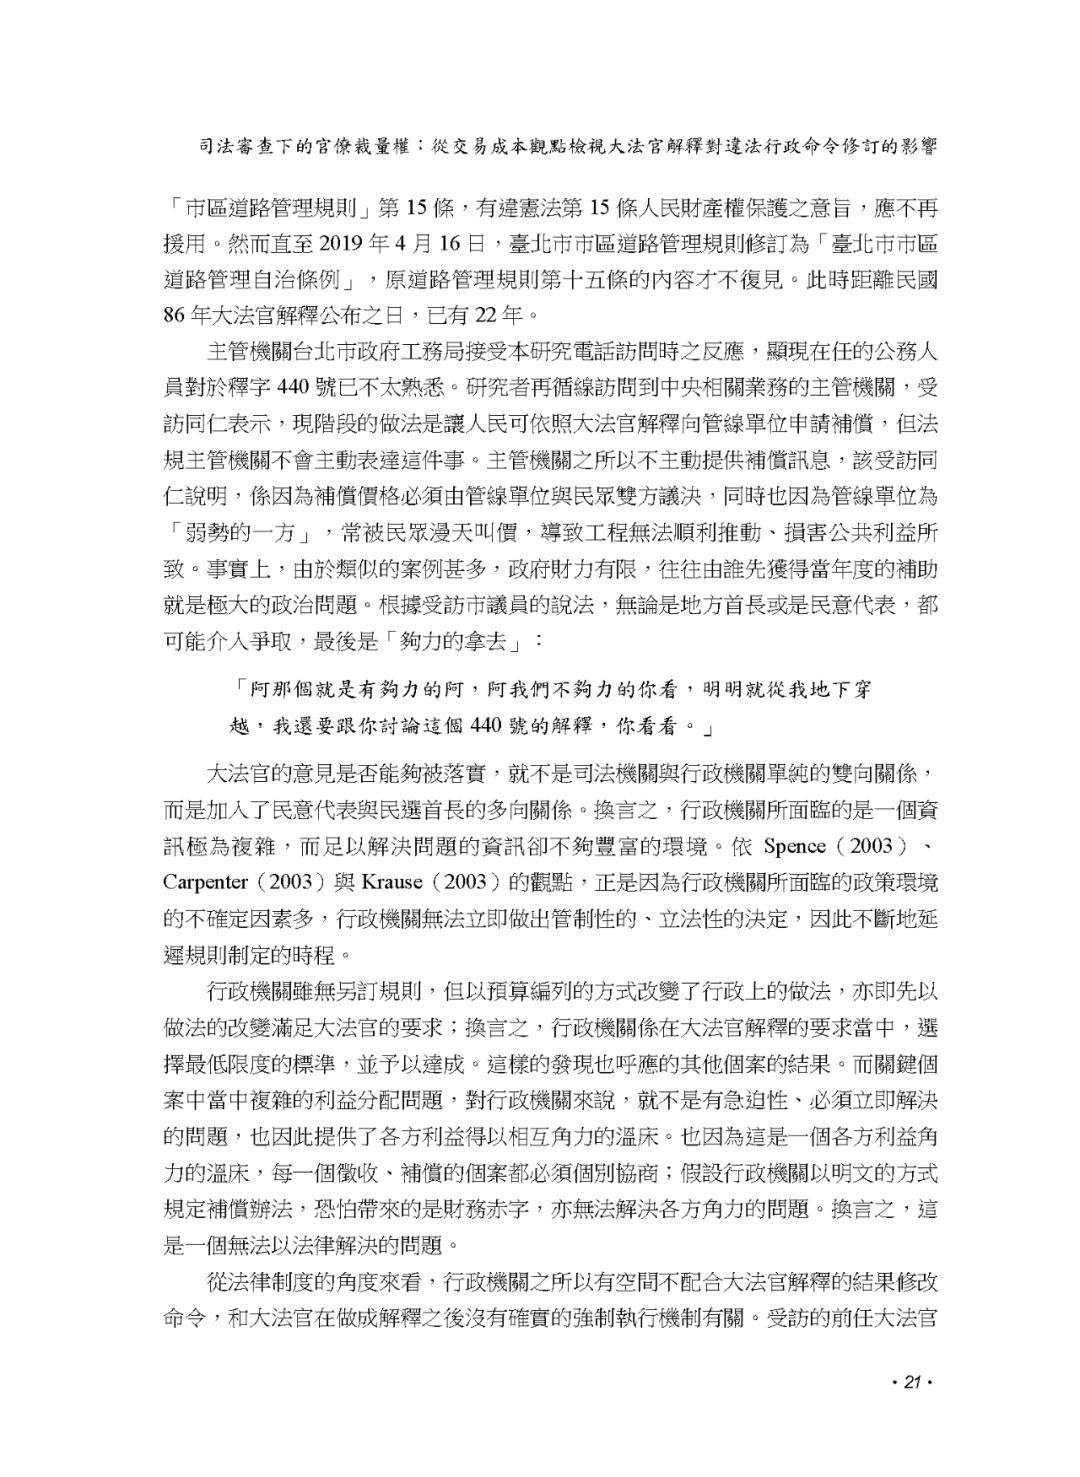 司法審查下的官僚裁量權：從交易成本觀點檢視大法官解釋對違法行政命令修訂的影響
「市區道路管理規則」第 15 條，有違憲法第 15 條人民財產權保護之意旨，應不再
援用。然而直至 2019 年 4 月 16 日，臺北市市區道路管理規則修訂為「臺北市市區
道路管理自治條例」，原道路管理規則第十五條的內容才不復見。此時距離民國
86 年大法官解釋公布之日，已有 22 年。
主管機關台北市政府工務局接受本研究電話訪問時之反應，顯現在任的公務人
員對於釋字 440 號已不太熟悉。研究者再循線訪問到中央相關業務的主管機關，受
訪同仁表示，現階段的做法是讓人民可依照大法官解釋向管線單位申請補償，但法
規主管機關不會主動表達這件事。主管機關之所以不主動提供補償訊息，該受訪同
仁說明，係因為補償價格必須由管線單位與民眾雙方議決，同時也因為管線單位為
「弱勢的一方」，常被民眾漫天叫價，導致工程無法順利推動、損害公共利益所
致。事實上，由於類似的案例甚多，政府財力有限，往往由誰先獲得當年度的補助
就是極大的政治問題。根據受訪市議員的說法，無論是地方首長或是民意代表，都
可能介入爭取，最後是「夠力的拿去」：
「阿那個就是有夠力的阿，阿我們不夠力的你看，明明就從我地下穿
越，我還要跟你討論這個 440 號的解釋，你看看。」
大法官的意見是否能夠被落實，就不是司法機關與行政機關單純的雙向關係，
而是加入了民意代表與民選首長的多向關係。換言之，行政機關所面臨的是一個資
訊極為複雜，而足以解決問題的資訊卻不夠豐富的環境。依 Spence（2003）、
Carpenter（2003）與 Krause（2003）的觀點，正是因為行政機關所面臨的政策環境
的不確定因素多，行政機關無法立即做出管制性的、立法性的決定，因此不斷地延
遲規則制定的時程。
行政機關雖無另訂規則，但以預算編列的方式改變了行政上的做法，亦即先以
做法的改變滿足大法官的要求；換言之，行政機關係在大法官解釋的要求當中，選
擇最低限度的標準，並予以達成。這樣的發現也呼應的其他個案的結果。而關鍵個
案中當中複雜的利益分配問題，對行政機關來說，就不是有急迫性、必須立即解決
的問題，也因此提供了各方利益得以相互角力的溫床。也因為這是一個各方利益角
力的溫床，每一個徵收、補償的個案都必須個別協商；假設行政機關以明文的方式
規定補償辦法，恐怕帶來的是財務赤字，亦無法解決各方角力的問題。換言之，這
是一個無法以法律解決的問題。
從法律制度的角度來看，行政機關之所以有空間不配合大法官解釋的結果修改
命令，和大法官在做成解釋之後沒有確實的強制執行機制有關。受訪的前任大法官
・21・